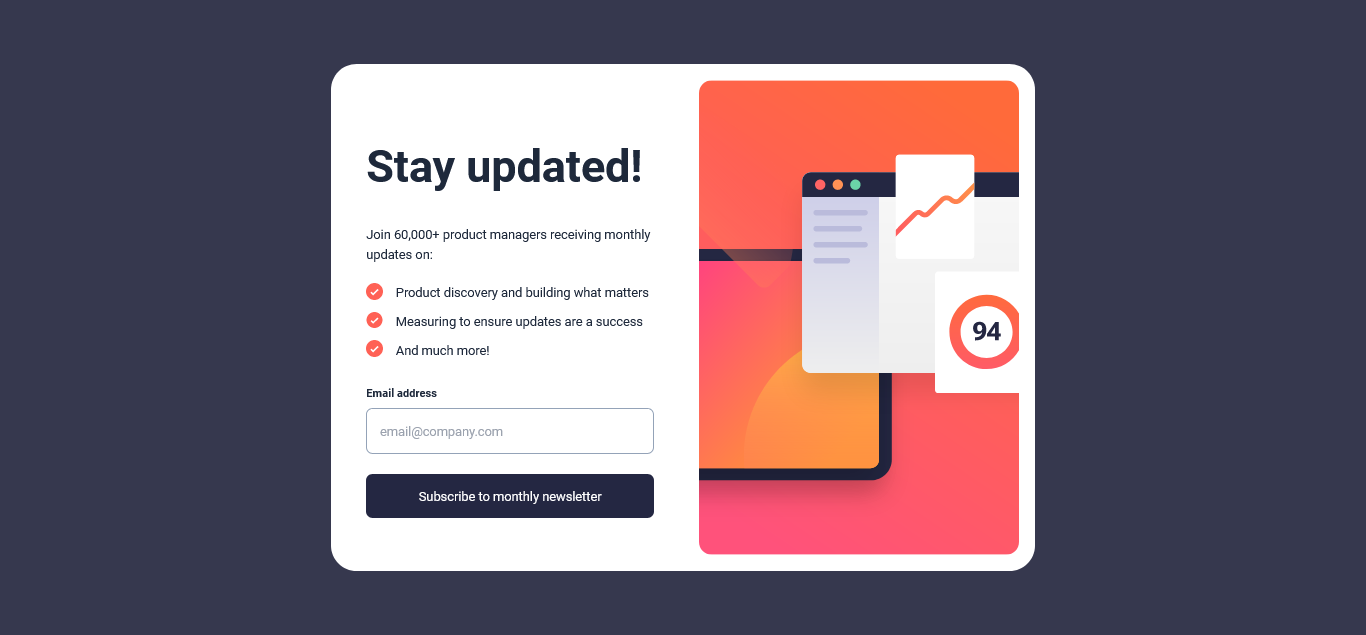 Stay updated!
Join 60,000+ product managers receiving monthly
updates on:
Product discovery and building what matters
Measuring to ensure updates are a success
And much more!
Email address
email@company.com
Subscribe to monthly newsletter
94